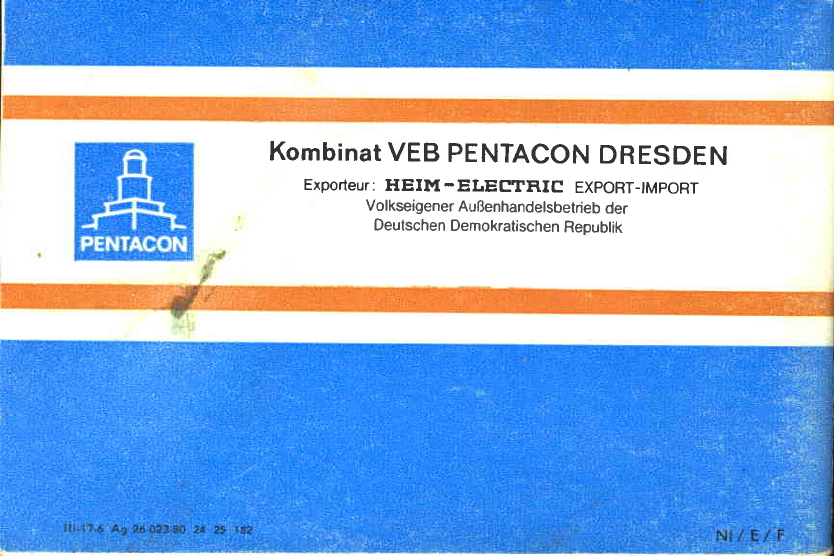 Kombinat VEB PENTACON DRESDEN
Exporteur: HEIM-ELECTRIC EXPORT-IMPORT
Volkseigener Außenhandelsbetrieb der
Deutschen Demokratischen Republik
PENTACON
III-17-6 Ag 26-023-80 24 25 182
NI / E / F